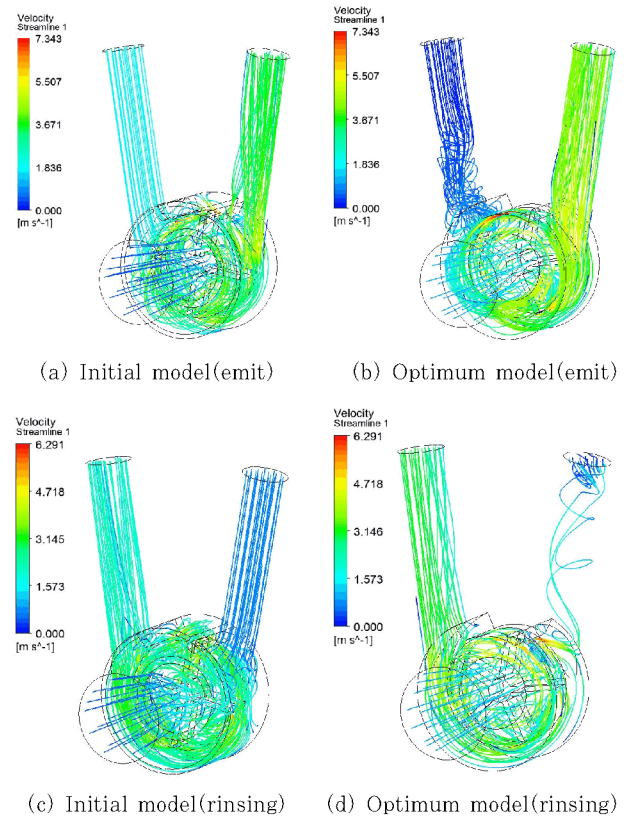 Velocity
Streamline 1
7.343
5.507
3.671
1.836
0.000
[m s^-1]
Velocity
Streamline 1
7.343
5.507
3.671
1.836
0.000
[m s^-1]
(a) Initial model(emit)
(b) Optimum model(emit)
Velocity
Streamline 1
6.291
4.718
3.145
1.573
0.000
[m s^-1]
Velocity
Streamline 1
6.291
4.718
3.146
1.573
0.000
[m s^-1]
(c) Initial model(rinsing)
(d) Optimum model(rinsing)